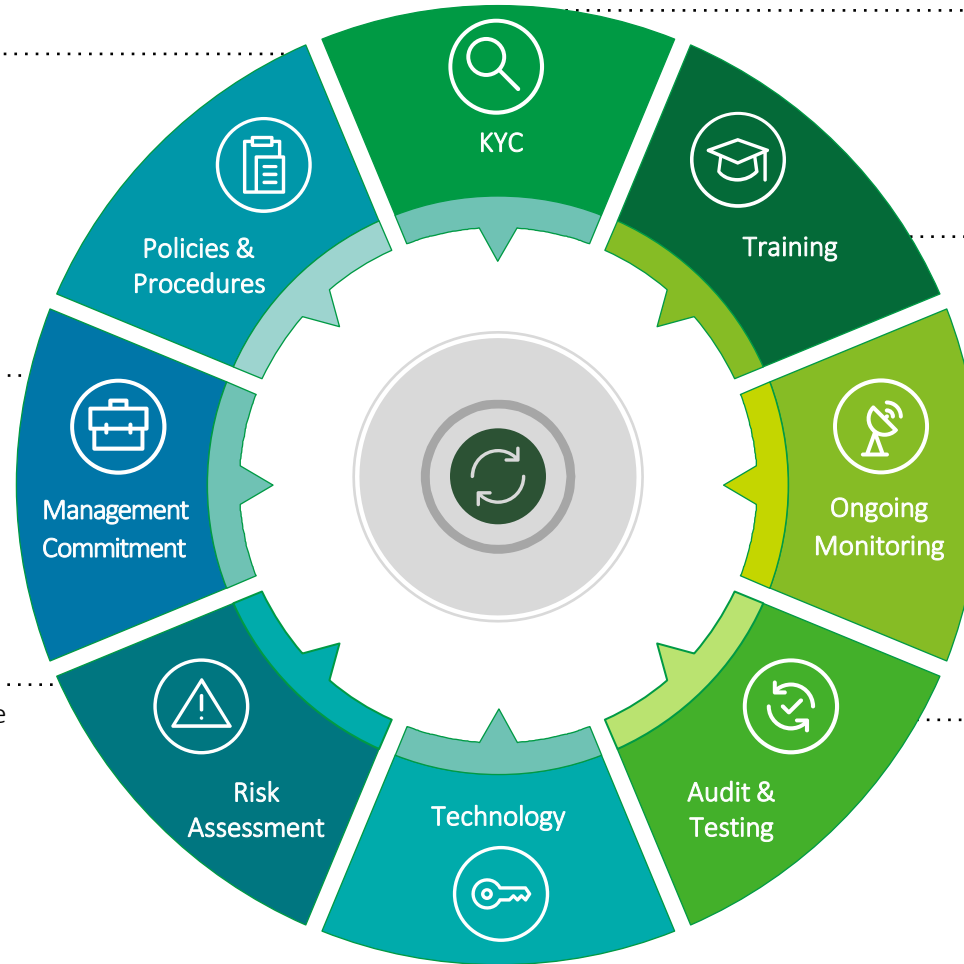 KYC
Policies &
Procedures
Training
Management
Commitment
Ongoing
Monitoring
e
Risk
Assessment
Technology
Audit &
Testing